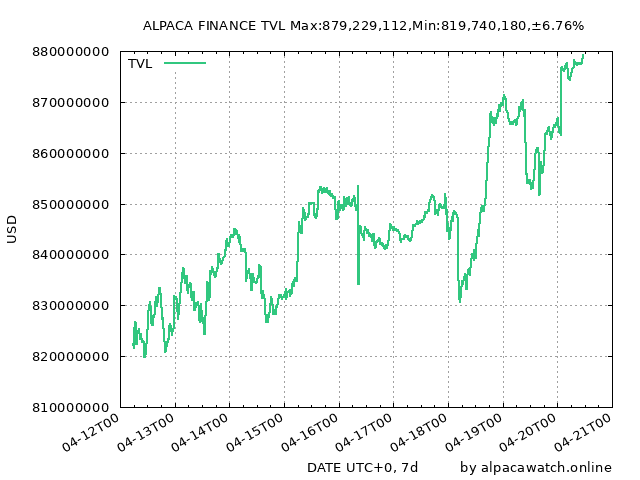 ALPACA FINANCE TVL Max:879,229,112,Min:819,740,180,±6.76%
TVL
880000000
870000000
860000000
850000000
840000000
830000000
820000000
810000000
USD
04-12T00
04-13T00
04-14T00
04-15T00
04-16T00
04-17T00
04-18T00
04-19T00
04-20T00
04-21T00
DATE UTC+0, 7d
by alpacawatch.online